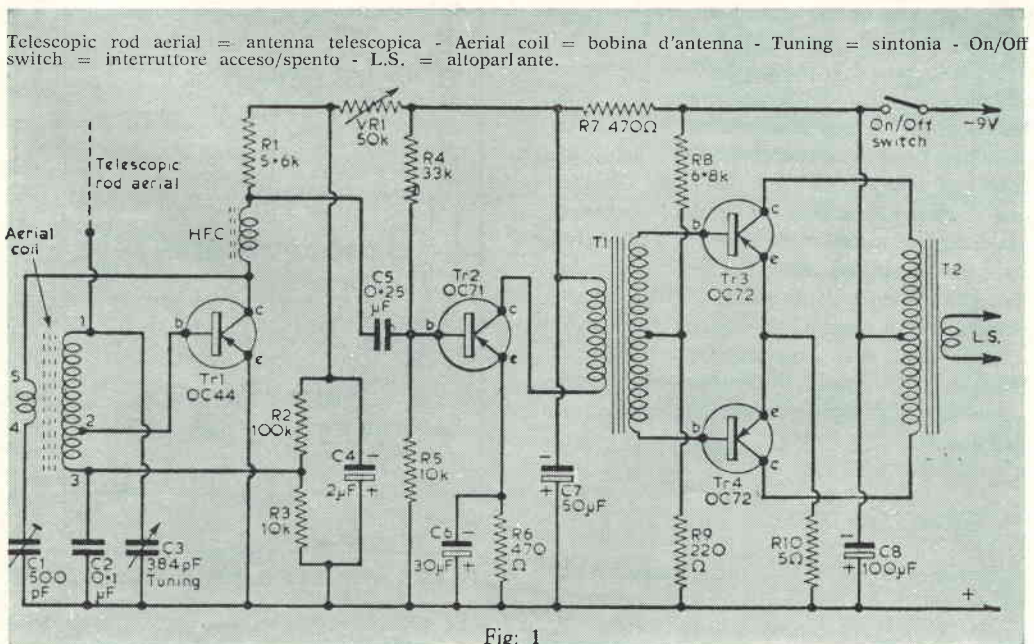 Telescopic rod aerial = antenna telescopica - Aerial coil = bobina d'antenna - Tuning = sintonia - On/Off
switch = interruttore acceso/spento - L.S. = altoparlante.
Telescopic
rod aerial
Aerial
coil
5
4
1
2
3
C1
500
pF
C2
0•1
µF
C3
384pF
Tuning
R1
5•6k
H.F.C
b
c
e
Tr1
OC44
VR1
50k
R2
100k
R3
10k
C4
2µF
-
+
C5
0•25
µF
R4
33k
R5
10k
b
c
e
Tr2
OC71
C6
30µF
-
+
R6
470
Ω
R7 470Ω
-
+
C7
50µF
T1
R8
6•8k
R9
220
Ω
b
c
e
Tr3
OC72
b
e
c
Tr4
OC72
R10
5Ω
-
+
C8
100µF
On/Off
switch
-9V
T2
L.S.
+
Fig: 1